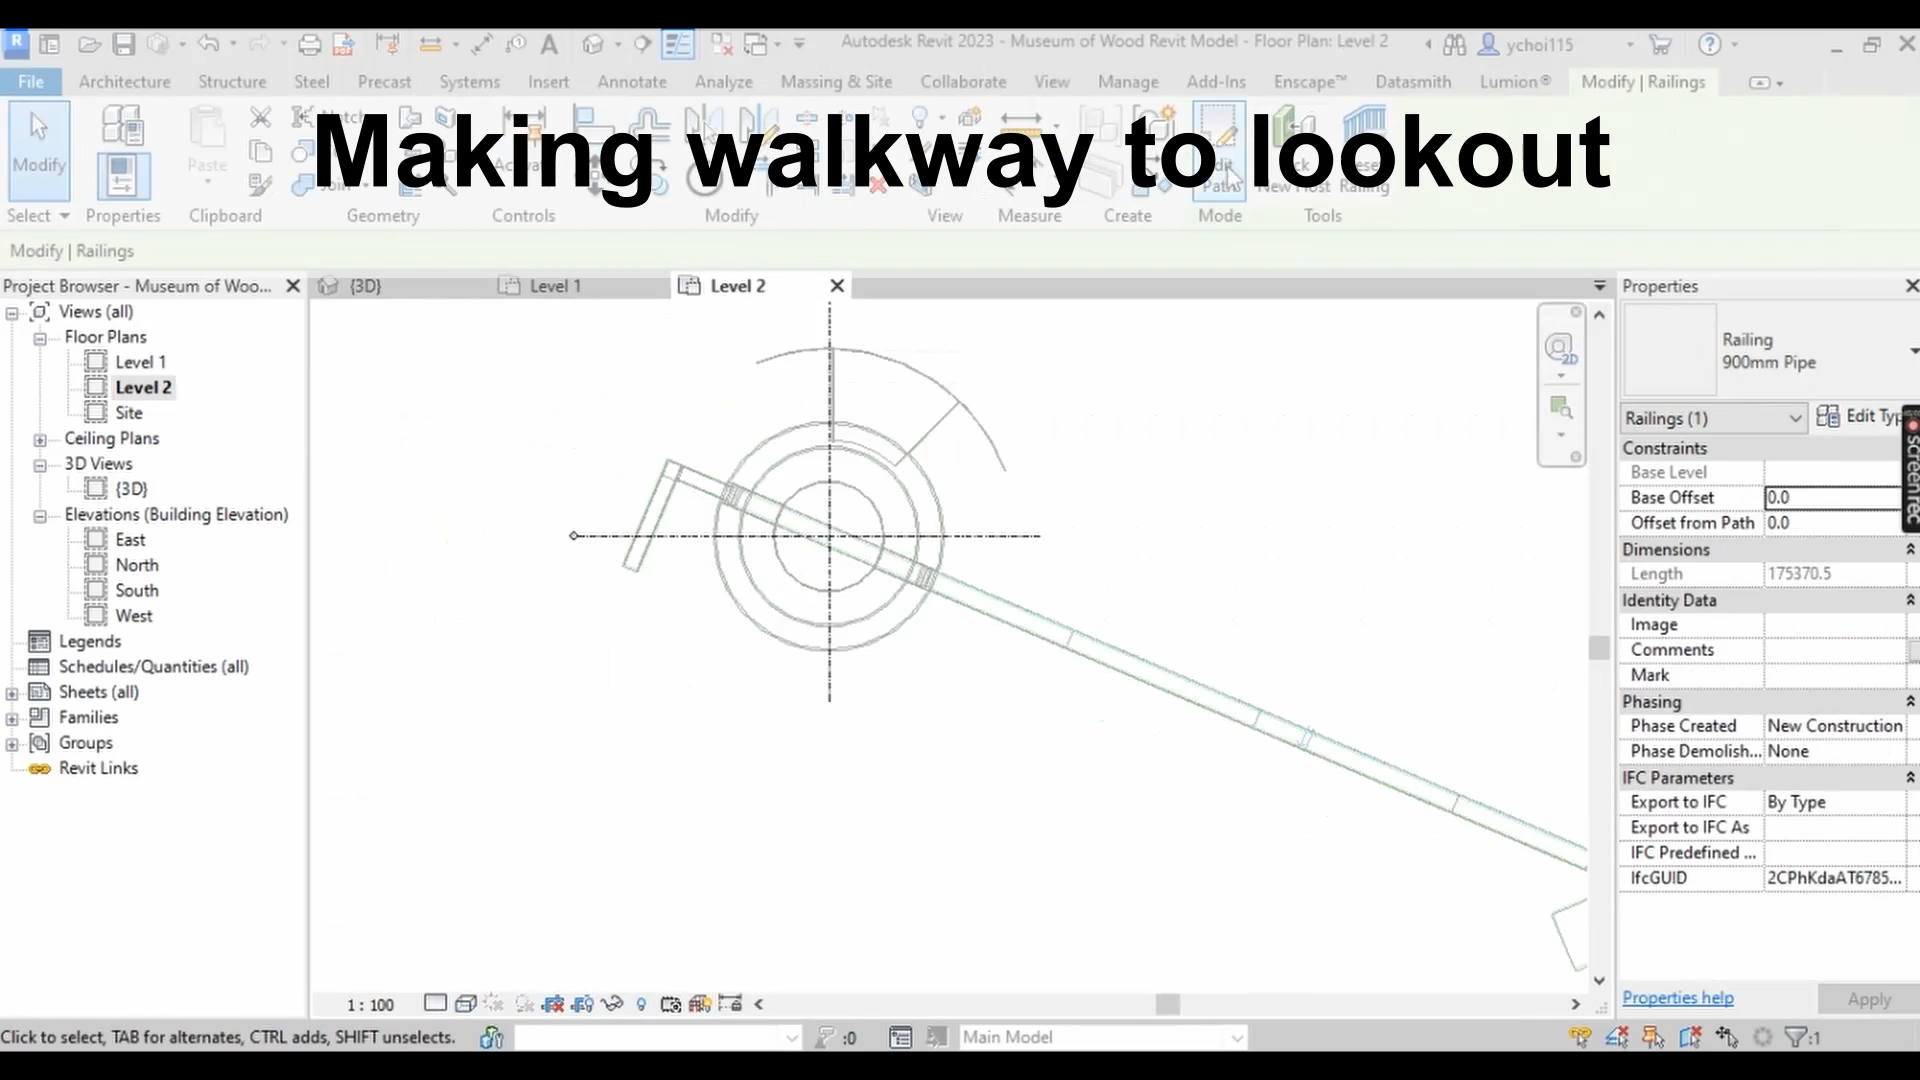 Autodesk Revit 2023 - Museum of Wood Revit Model - Floor Plan: Level 2
ychoi115
File Architecture Structure Steel Precast Systems Insert Annotate Analyze Massing & Site Collaborate View Manage Add-Ins Enscape™ Datasmith Lumion® Modify | Railings
Making walkway to lookout
Modify
Paste
Join
Select Properties Clipboard Geometry Controls Modify View Measure Create Mode Tools
Modify | Railings
Project Browser - Museum of Woo...
{3D}
Level 1
Level 2
Properties
Views (all)
Floor Plans
Level 1
Level 2
Site
Ceiling Plans
3D Views
{3D}
Elevations (Building Elevation)
East
North
South
West
Legends
Schedules/Quantities (all)
Sheets (all)
Families
Groups
Revit Links
2D
Railing
900mm Pipe
Railings (1)
Edit Typ
Constraints
Base Level
Base Offset 0.0
Offset from Path 0.0
Dimensions
Length 175370.5
Identity Data
Image
Comments
Mark
Phasing
Phase Created New Construction
Phase Demolish... None
IFC Parameters
Export to IFC By Type
Export to IFC As
IFC Predefined ...
IfcGUID 2CPhKdaAT6785...
Properties help
Apply
screenrec
1 : 100
Click to select, TAB for alternates, CTRL adds, SHIFT unselects.
:0
Main Model
:1